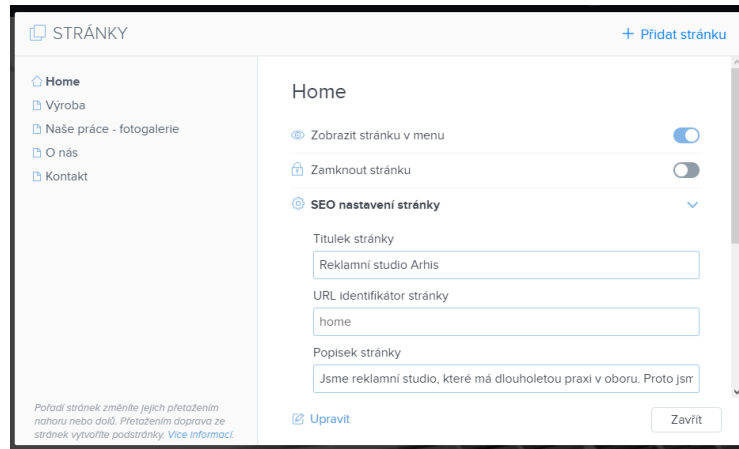 STRÁNKY
+ Přidat stránku
Home
Výroba
Naše práce - fotogalerie
O nás
Kontakt
Pořadí stránek změníte jejich přetažením
nahoru nebo dolů. Přetažením doprava ze
stránek vytvoříte podstránky. Více informací.
Home
Zobrazit stránku v menu
Zamknout stránku
SEO nastavení stránky
Titulek stránky
Reklamní studio Arhis
URL identifikátor stránky
home
Popisek stránky
Jsme reklamní studio, které má dlouholetou praxi v oboru. Proto jsm
Upravit
Zavřít